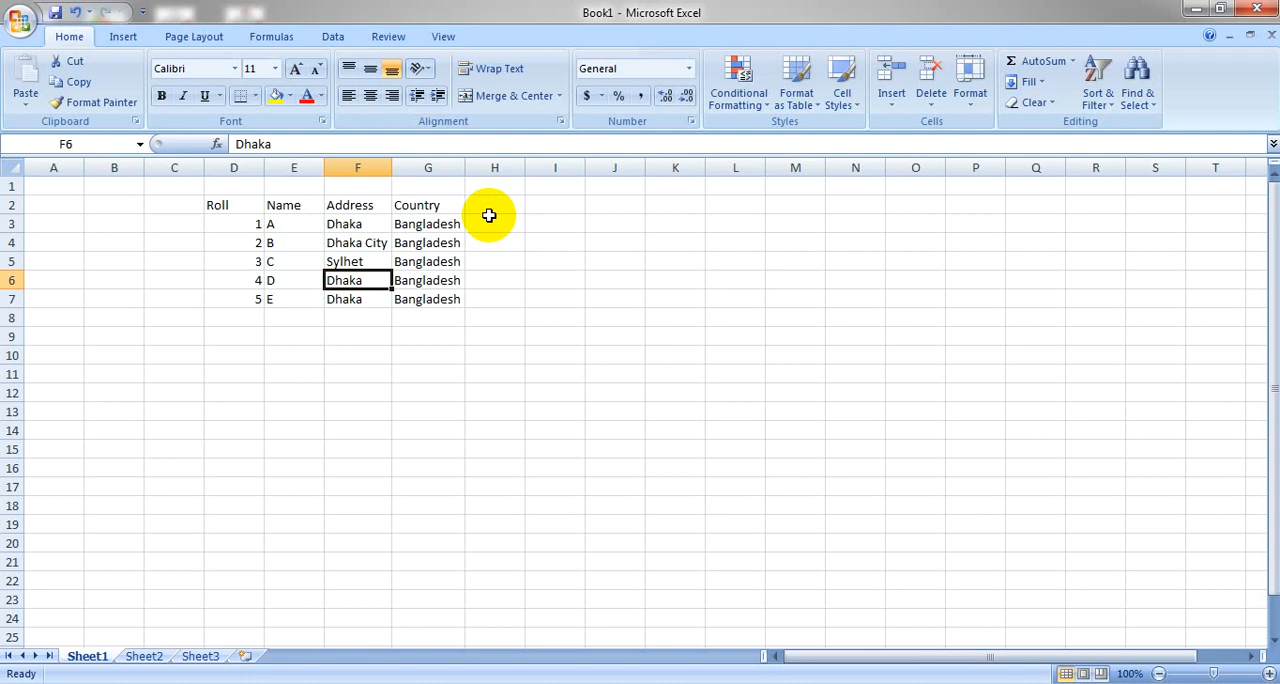 Book1 - Microsoft Excel
Home Insert Page Layout Formulas Data Review View
Cut
Copy
Format Painter
Paste
Clipboard
Calibri 11
B I U
Font
Wrap Text
Merge & Center
Alignment
General
$ % ,
Number
Conditional Formatting
Format as Table
Cell Styles
Styles
Insert Delete Format
Cells
AutoSum
Fill
Clear
Sort & Filter
Find & Select
Editing
F6 fx Dhaka
A B C D E F G H I J K L M N O P Q R S T
1
2 Roll Name Address Country
3 1 A Dhaka Bangladesh
4 2 B Dhaka City Bangladesh
5 3 C Sylhet Bangladesh
6 4 D Dhaka Bangladesh
7 5 E Dhaka Bangladesh
8
9
10
11
12
13
14
15
16
17
18
19
20
21
22
23
24
25
Sheet1 Sheet2 Sheet3
Ready 100%